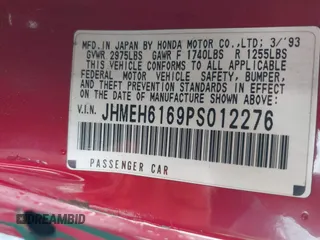 MFD. IN JAPAN BY HONDA MOTOR CO.,LTD. 3/'93
GVWR 2975LBS GAWR F 1740LBS R 1255LBS
THIS VEHICLE CONFORMS TO ALL APPLICABLE
FEDERAL MOTOR VEHICLE SAFETY, BUMPER,
AND THEFT PREVENTION STANDARDS IN
EFFECT ON THE DATE OF MANUFACTURE
SHOWN ABOVE.
V.I.N. JHMEH6169PS012276
PASSENGER CAR
DREAMBID